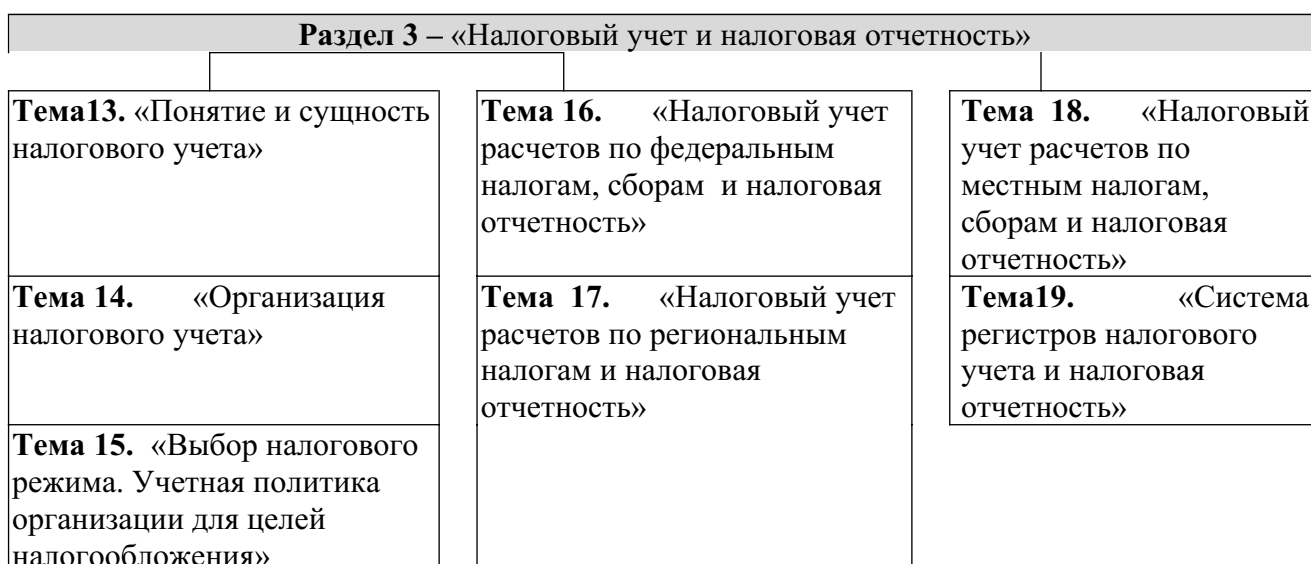 Раздел 3 – «Налоговый учет и налоговая отчетность»
Тема13. «Понятие и сущность
налогового учета»
Тема 14. «Организация
налогового учета»
Тема 15. «Выбор налогового
режима. Учетная политика
организации для целей
налогообложения»
Тема 16. «Налоговый учет
расчетов по федеральным
налогам, сборам и налоговая
отчетность»
Тема 17. «Налоговый учет
расчетов по региональным
налогам и налоговая
отчетность»
Тема 18. «Налоговый
учет расчетов по
местным налогам,
сборам и налоговая
отчетность»
Тема19. «Система
регистров налогового
учета и налоговая
отчетность»